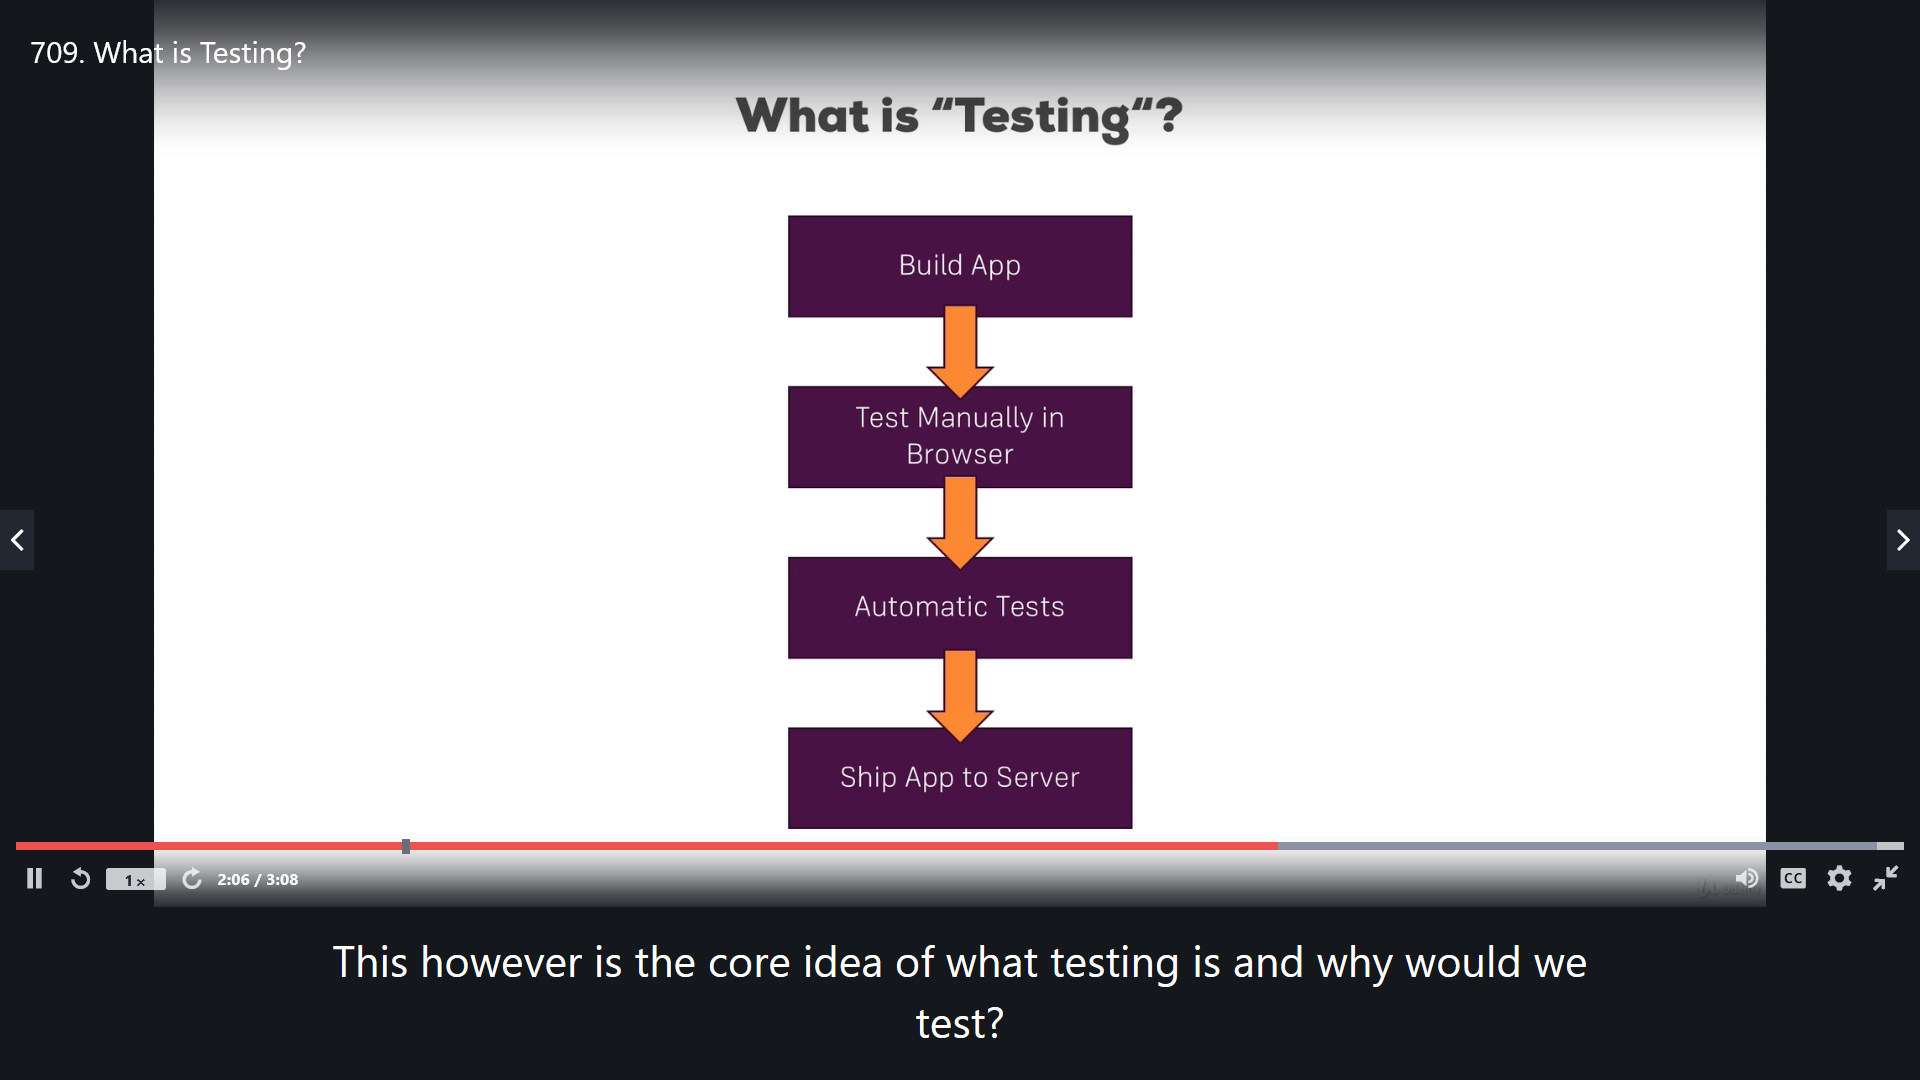 709. What is Testing?
What is “Testing“?
Build App
Test Manually in
Browser
Automatic Tests
Ship App to Server
1 x
2:06 / 3:08
CC
This however is the core idea of what testing is and why would we
test?